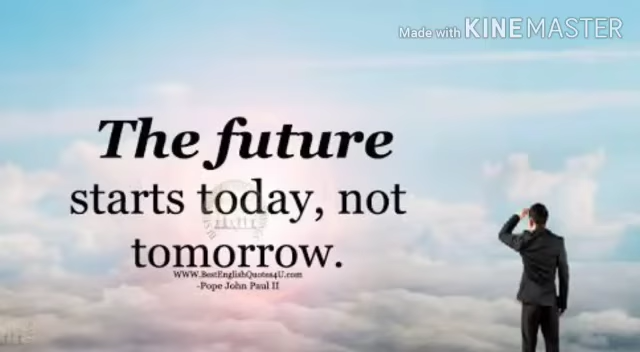 Made with KINEMASTER
The future
starts today, not
tomorrow.
WWW.BestEnglishQuotes4U.com
-Pope John Paul II